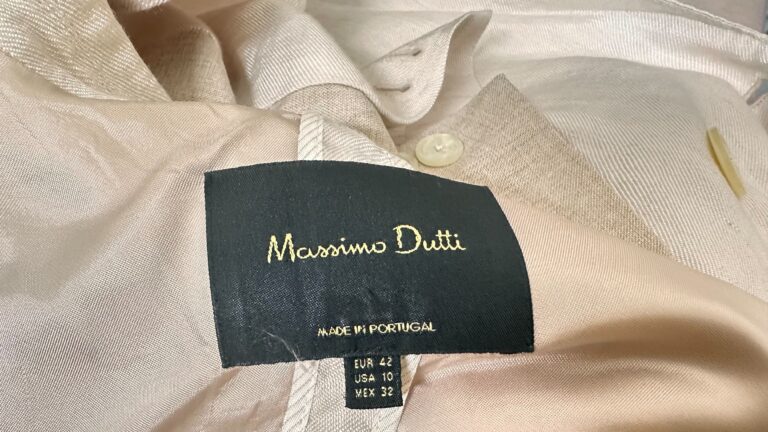 Massimo Dutti
MADE IN PORTUGAL
EUR 42
USA 10
MEX 32